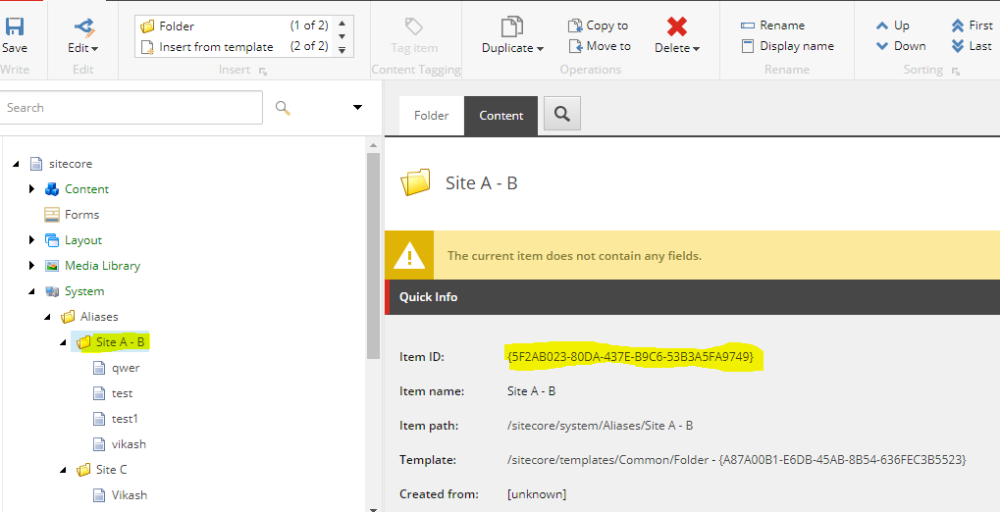 Save
Write
Edit
Edit
Folder (1 of 2)
Insert from template (2 of 2)
Insert
Tag item
Content Tagging
Duplicate
Copy to
Move to
Delete
Operations
Rename
Display name
Rename
Up
Down
First
Last
Sorting
Search
sitecore
Content
Forms
Layout
Media Library
System
Aliases
Site A - B
qwer
test
test1
vikash
Site C
Vikash
Folder
Content
Site A - B
The current item does not contain any fields.
Quick Info
Item ID: {5F2AB023-80DA-437E-B9C6-53B3A5FA9749}
Item name: Site A - B
Item path: /sitecore/system/Aliases/Site A - B
Template: /sitecore/templates/Common/Folder - {A87A00B1-E6DB-45AB-8B54-636FEC3B5523}
Created from: [unknown]